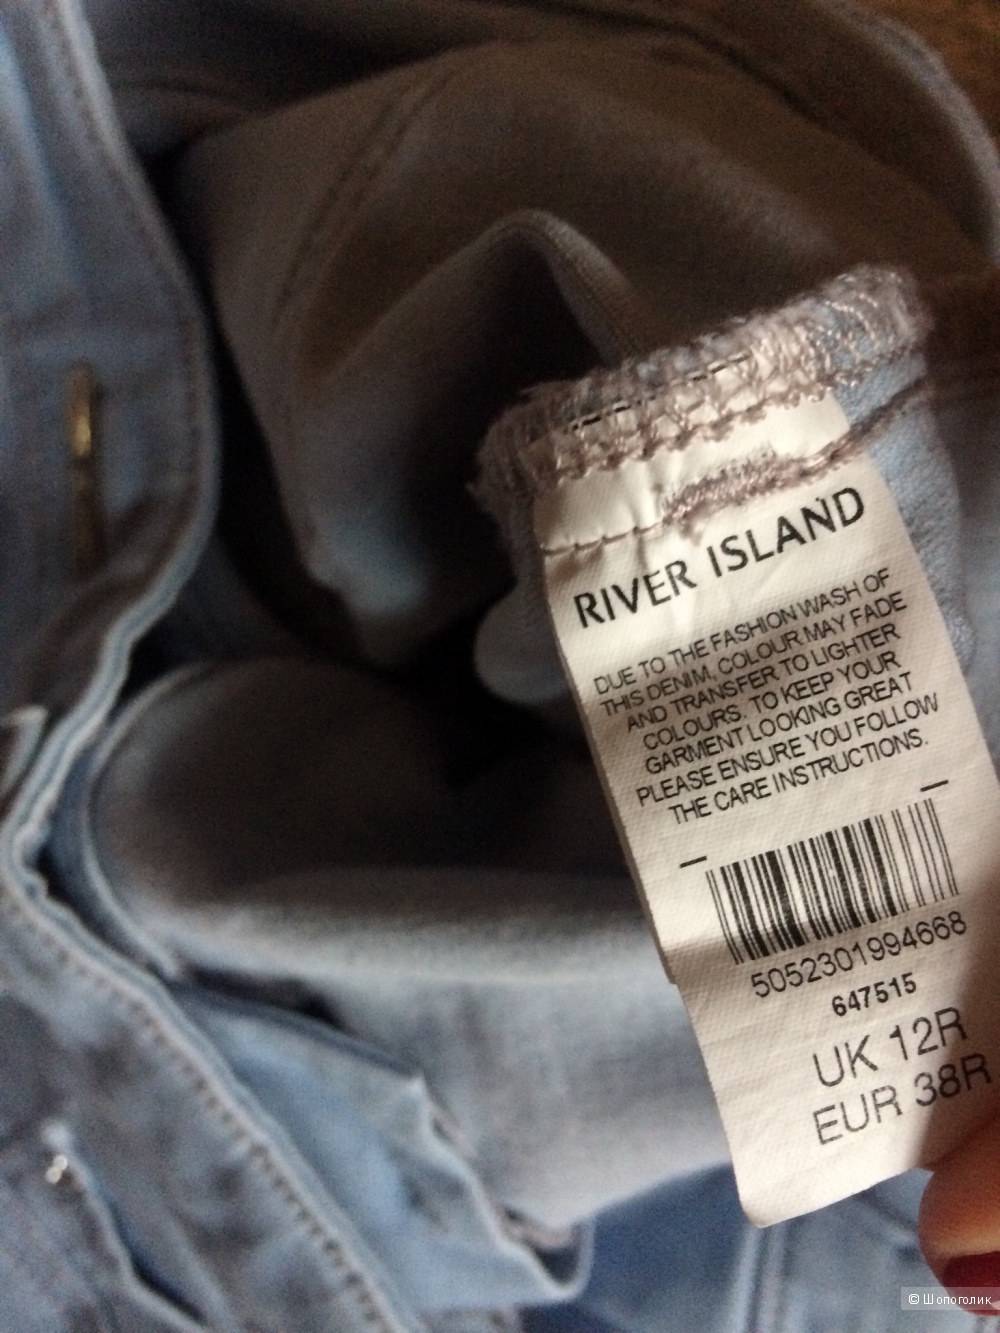 RIVER ISLAND
DUE TO THE FASHION WASH OF
THIS DENIM, COLOUR MAY FADE
AND TRANSFER TO LIGHTER
COLOURS. TO KEEP YOUR
GARMENT LOOKING GREAT
PLEASE ENSURE YOU FOLLOW
THE CARE INSTRUCTIONS.
5052301994668
647515
UK 12R
EUR 38R
© Шопоголик